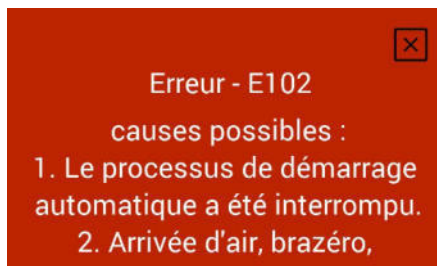 Erreur - E102
causes possibles :
1. Le processus de démarrage
automatique a été interrompu.
2. Arrivée d'air, brazéro,